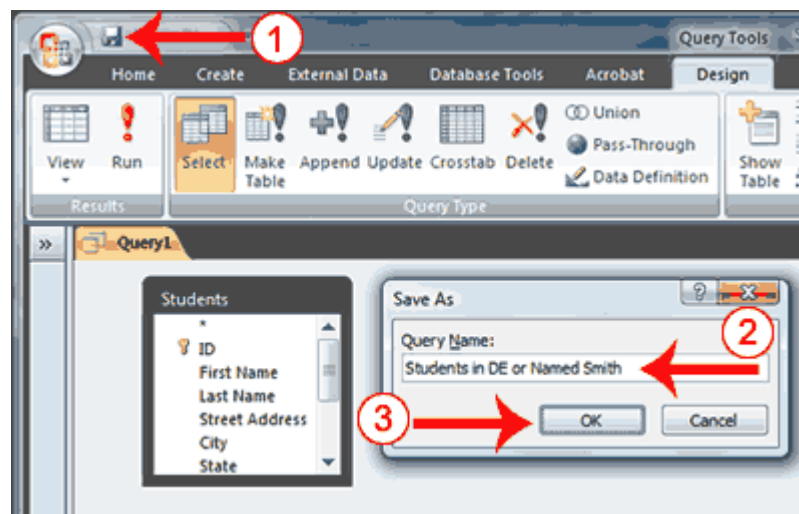 1
Query Tools
Home Create External Data Database Tools Acrobat Design
View
Run
Select
Make Table
Append
Update
Crosstab
Delete
Union
Pass-Through
Data Definition
Show Table
Results
Query Type
»
Query1
Students
*
ID
First Name
Last Name
Street Address
City
State
Save As
?
2
Query Name:
Students in DE or Named Smith
3
OK
Cancel